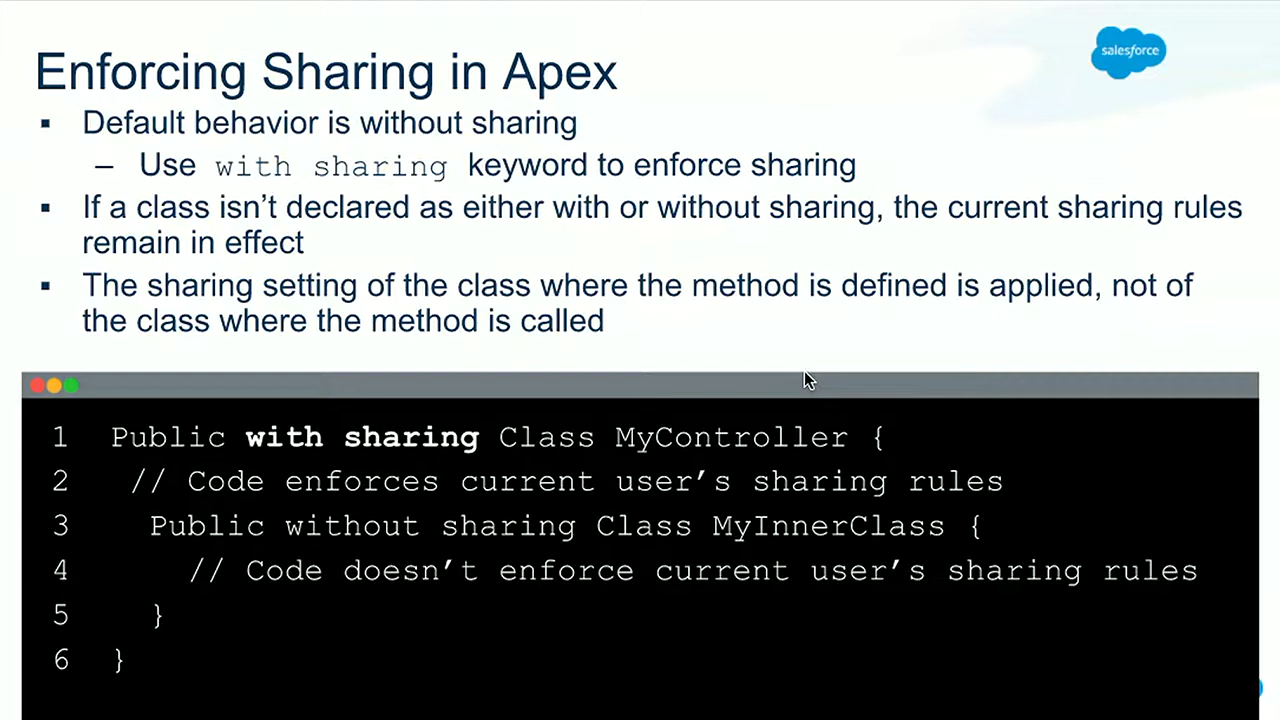 salesforce
Enforcing Sharing in Apex
▪ Default behavior is without sharing
– Use with sharing keyword to enforce sharing
▪ If a class isn’t declared as either with or without sharing, the current sharing rules
remain in effect
▪ The sharing setting of the class where the method is defined is applied, not of
the class where the method is called
1 Public with sharing Class MyController {
2 // Code enforces current user’s sharing rules
3 Public without sharing Class MyInnerClass {
4 // Code doesn’t enforce current user’s sharing rules
5 }
6 }